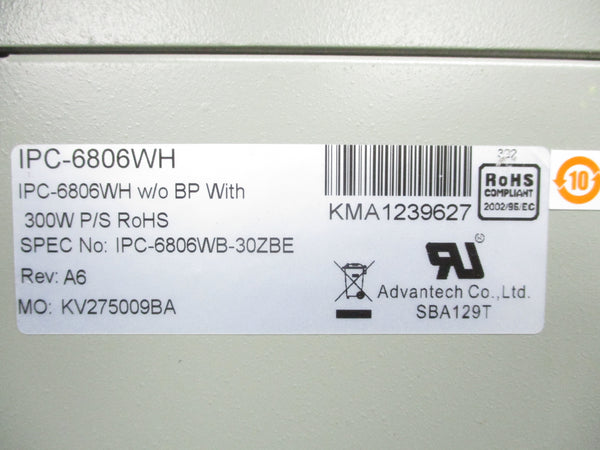 IPC-6806WH
IPC-6806WH w/o BP With
300W P/S RoHS
SPEC No: IPC-6806WB-30ZBE
Rev: A6
MO: KV275009BA
KMA1239627
RoHS
COMPLIANT
2002/95/EC
®
Advantech Co.,Ltd.
SBA129T
10